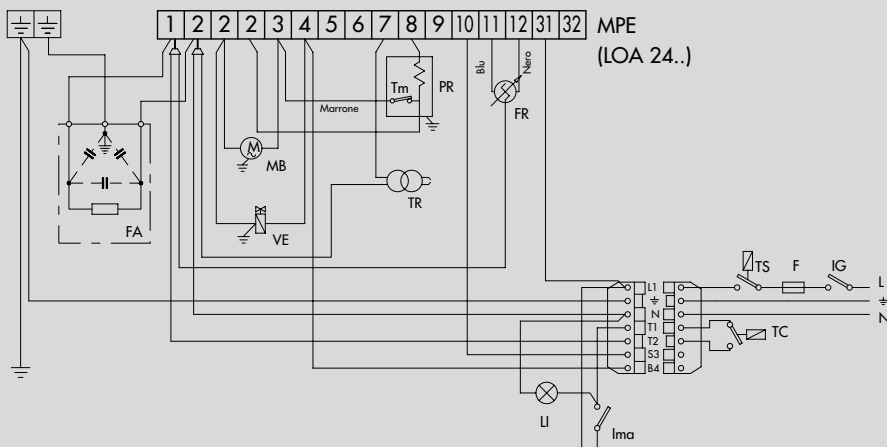 1 2 2 2 3 4 5 6 7 8 9 10 11 12 31 32 MPE
(LOA 24..)
Blu
Nero
Tm
PR
Marrone
FR
MB
TR
FA
VE
TS F IG
L1
L
N
N
T1
T2
TC
S3
B4
LI
Ima